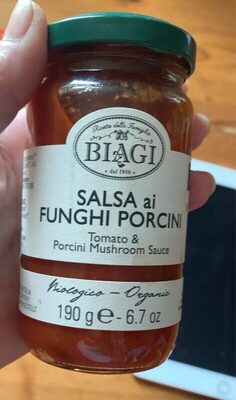 Ricette della Famiglia
BIAGI
dal 1986
SALSA ai
FUNGHI PORCINI
Tomato &
Porcini Mushroom Sauce
Biologico – Organic
190 g e - 6.7 oz